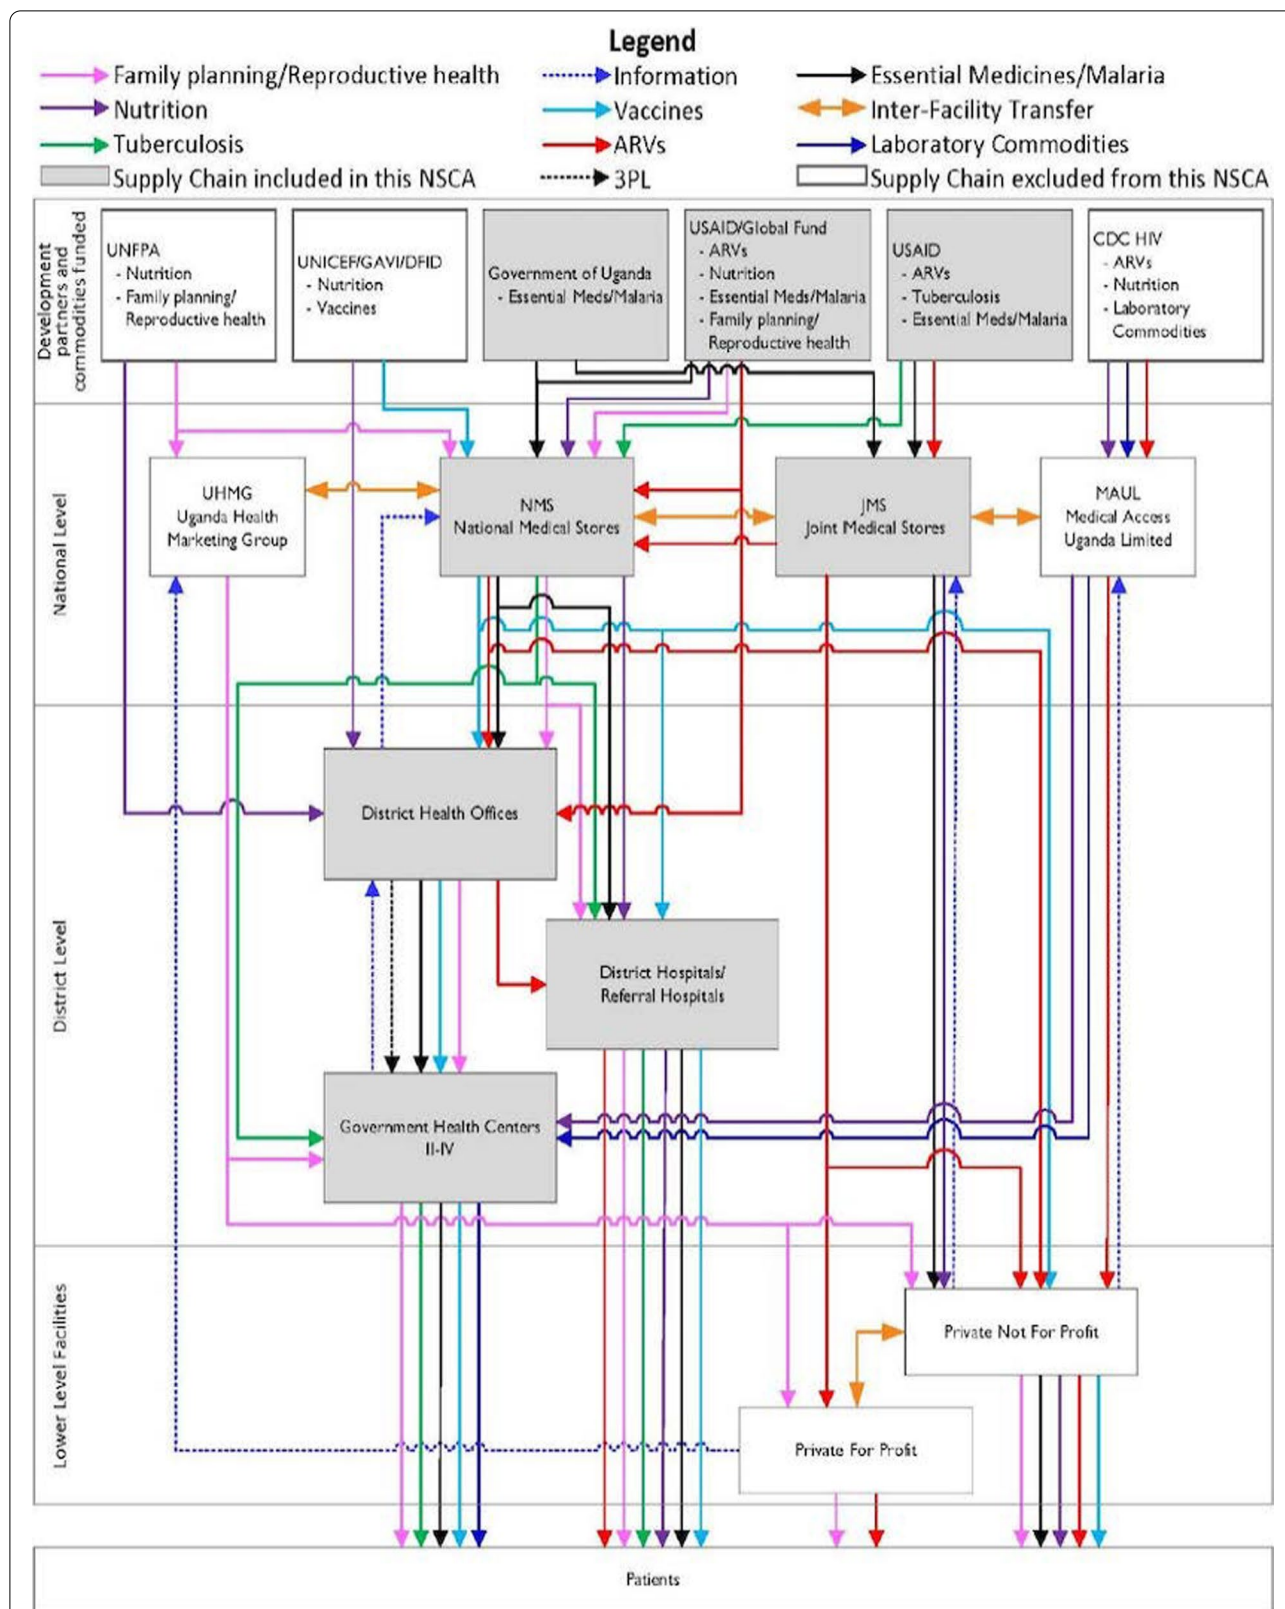 Legend
Family planning/Reproductive health
Information
Essential Medicines/Malaria
Nutrition
Vaccines
Inter-Facility Transfer
Tuberculosis
ARVs
Laboratory Commodities
Supply Chain included in this NSCA
3PL
Supply Chain excluded from this NSCA
Development
partners and
commodities funded
UNFPA
- Nutrition
- Family planning/
Reproductive health
UNICEF/GAVI/DFID
- Nutrition
- Vaccines
Government of Uganda
- Essential Meds/Malaria
USAID/Global Fund
- ARVs
- Nutrition
- Essential Meds/Malaria
- Family planning/
Reproductive health
USAID
- ARVs
- Tuberculosis
- Essential Meds/Malaria
CDC HIV
- ARVs
- Nutrition
- Laboratory
Commodities
National Level
UHMG
Uganda Health
Marketing Group
NMS
National Medical Stores
JMS
Joint Medical Stores
MAUL
Medical Access
Uganda Limited
District Level
District Health Offices
District Hospitals/
Referral Hospitals
Government Health Centers
II-IV
Lower Level Facilities
Private Not For Profit
Private For Profit
Patients